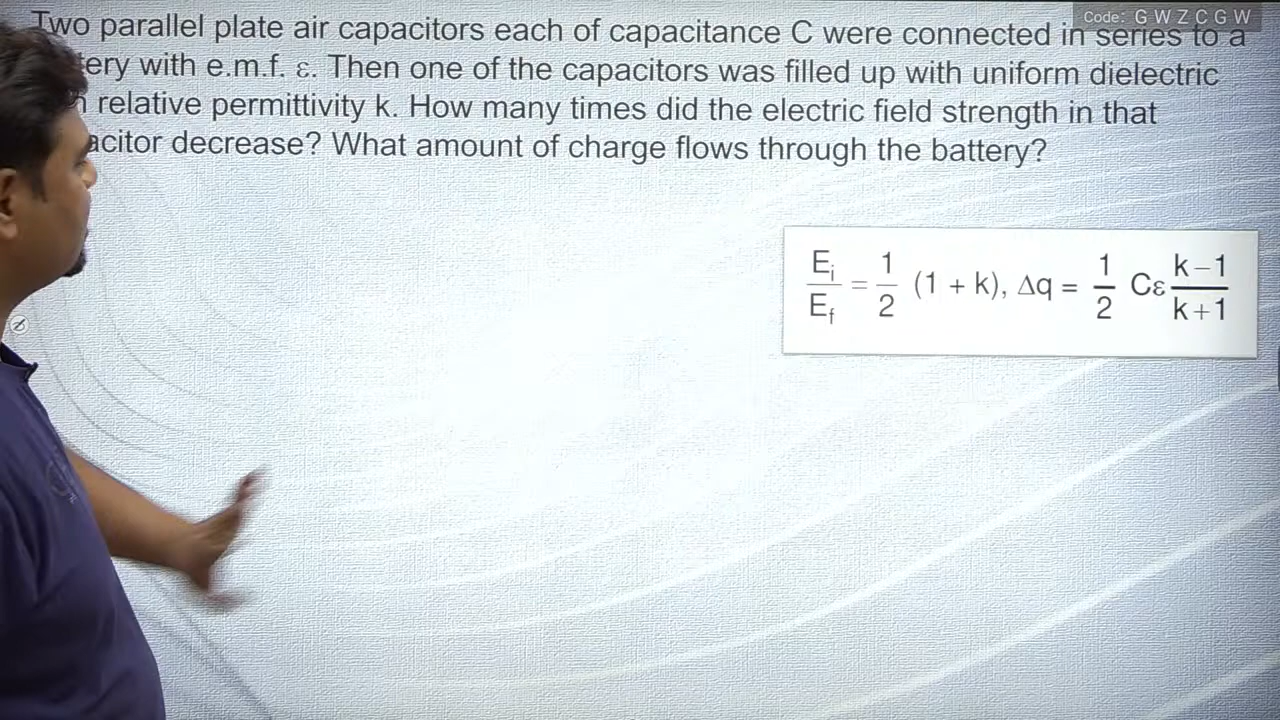 Code: G W Z C G W
Two parallel plate air capacitors each of capacitance C were connected in series to a
tery with e.m.f. ε. Then one of the capacitors was filled up with uniform dielectric
relative permittivity k. How many times did the electric field strength in that
acitor decrease? What amount of charge flows through the battery?
E_i/E_f = 1/2 (1 + k), Δq = 1/2 Cε (k−1)/(k+1)